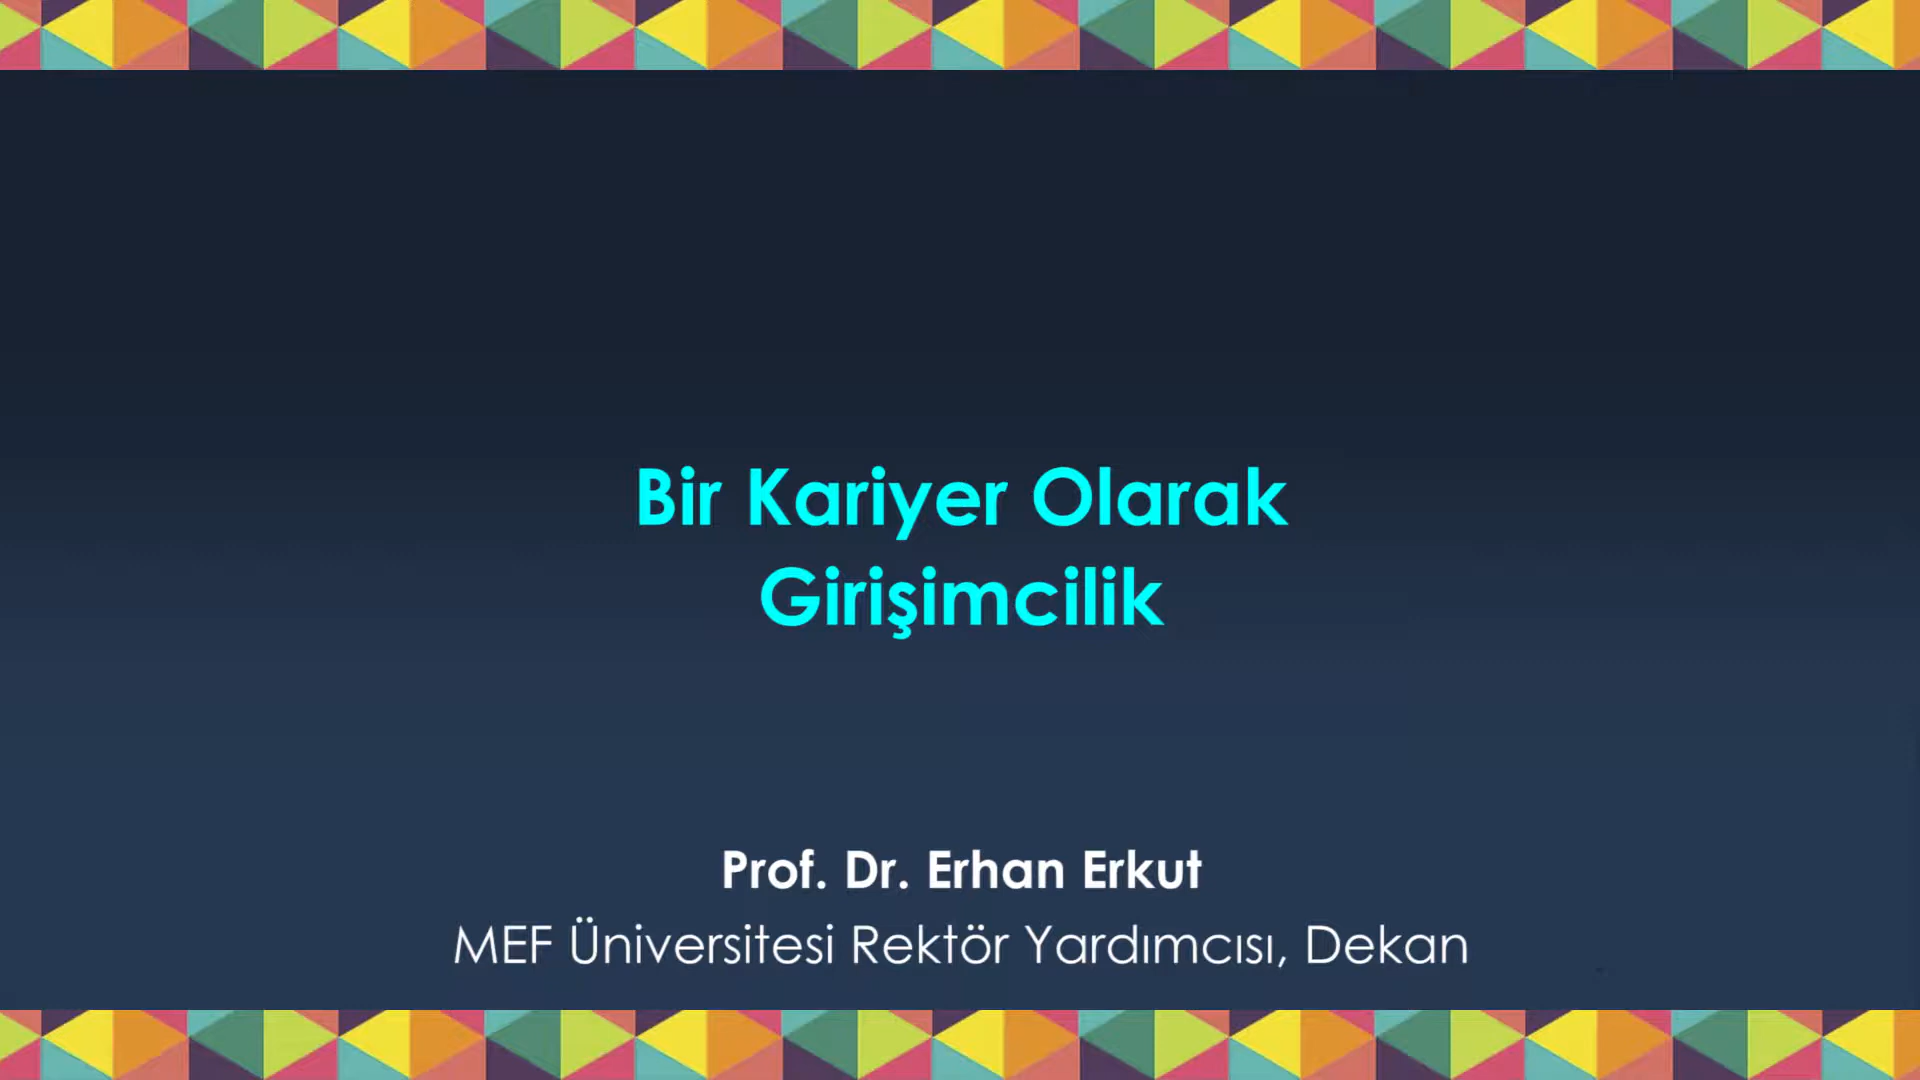 Bir Kariyer Olarak
Girişimcilik
Prof. Dr. Erhan Erkut
MEF Üniversitesi Rektör Yardımcısı, Dekan